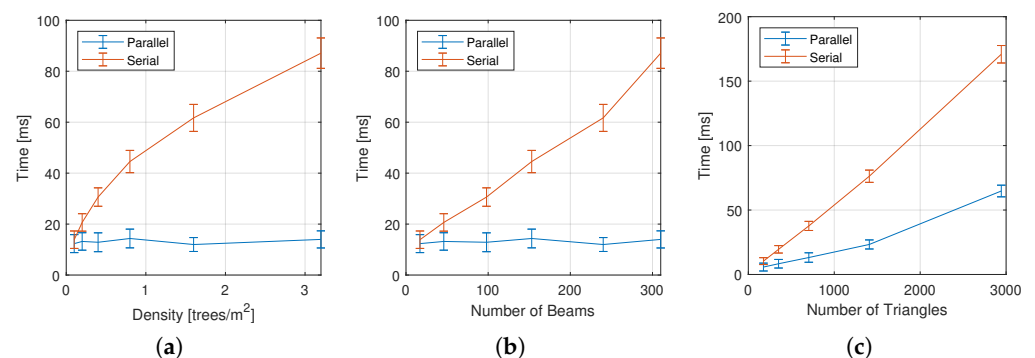 Parallel
Serial
100
80
60
40
20
0
Time [ms]
0
1
2
3
Density [trees/m²]
(a)
Parallel
Serial
100
80
60
40
20
0
Time [ms]
0
100
200
300
Number of Beams
(b)
Parallel
Serial
200
150
100
50
0
Time [ms]
0
1000
2000
3000
Number of Triangles
(c)